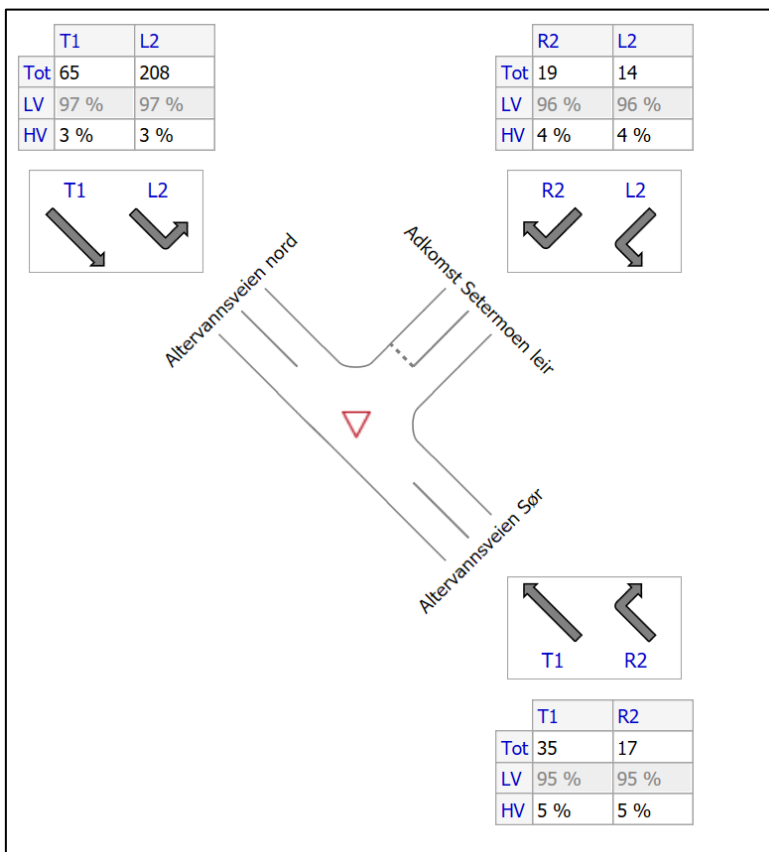 T1 L2
Tot 65 208
LV 97 % 97 %
HV 3 % 3 %
T1 L2
R2 L2
Tot 19 14
LV 96 % 96 %
HV 4 % 4 %
R2 L2
Altervannsveien nord
Adkomst Setermoen leir
Altervannsveien Sør
T1 R2
T1 R2
Tot 35 17
LV 95 % 95 %
HV 5 % 5 %